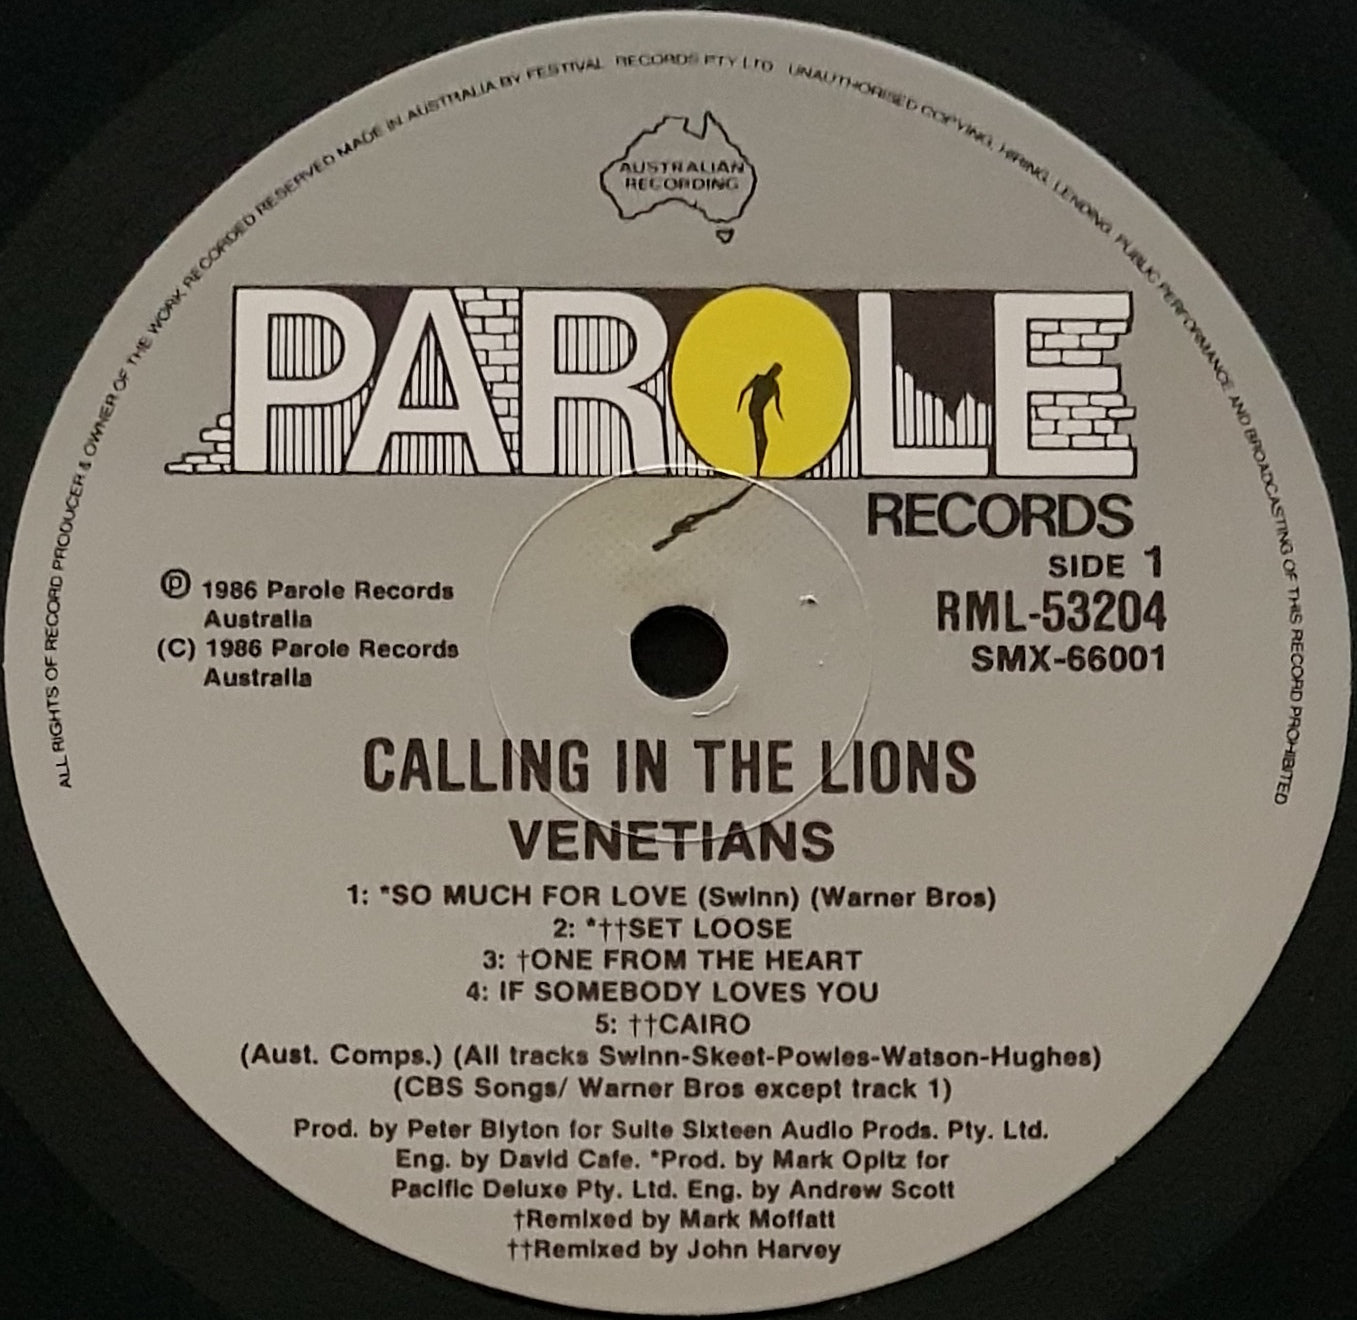 ALL RIGHTS OF RECORD PRODUCER & OWNER OF THE WORK RECORDED RESERVED MADE IN AUSTRALIA BY FESTIVAL RECORDS PTY LTD UNAUTHORISED COPYING, HIRING, LENDING, PUBLIC PERFORMANCE AND BROADCASTING OF THIS RECORD PROHIBITED
AUSTRALIAN
RECORDING
PAROLE
RECORDS
SIDE 1
RML-53204
SMX-66001
℗ 1986 Parole Records
Australia
(C) 1986 Parole Records
Australia
CALLING IN THE LIONS
VENETIANS
1: *SO MUCH FOR LOVE (Swinn) (Warner Bros)
2: *††SET LOOSE
3: †ONE FROM THE HEART
4: IF SOMEBODY LOVES YOU
5: ††CAIRO
(Aust. Comps.) (All tracks Swinn-Skeet-Powles-Watson-Hughes)
(CBS Songs/ Warner Bros except track 1)
Prod. by Peter Blyton for Suite Sixteen Audio Prods. Pty. Ltd.
Eng. by David Cafe. *Prod. by Mark Opitz for
Pacific Deluxe Pty. Ltd. Eng. by Andrew Scott
†Remixed by Mark Moffatt
††Remixed by John Harvey